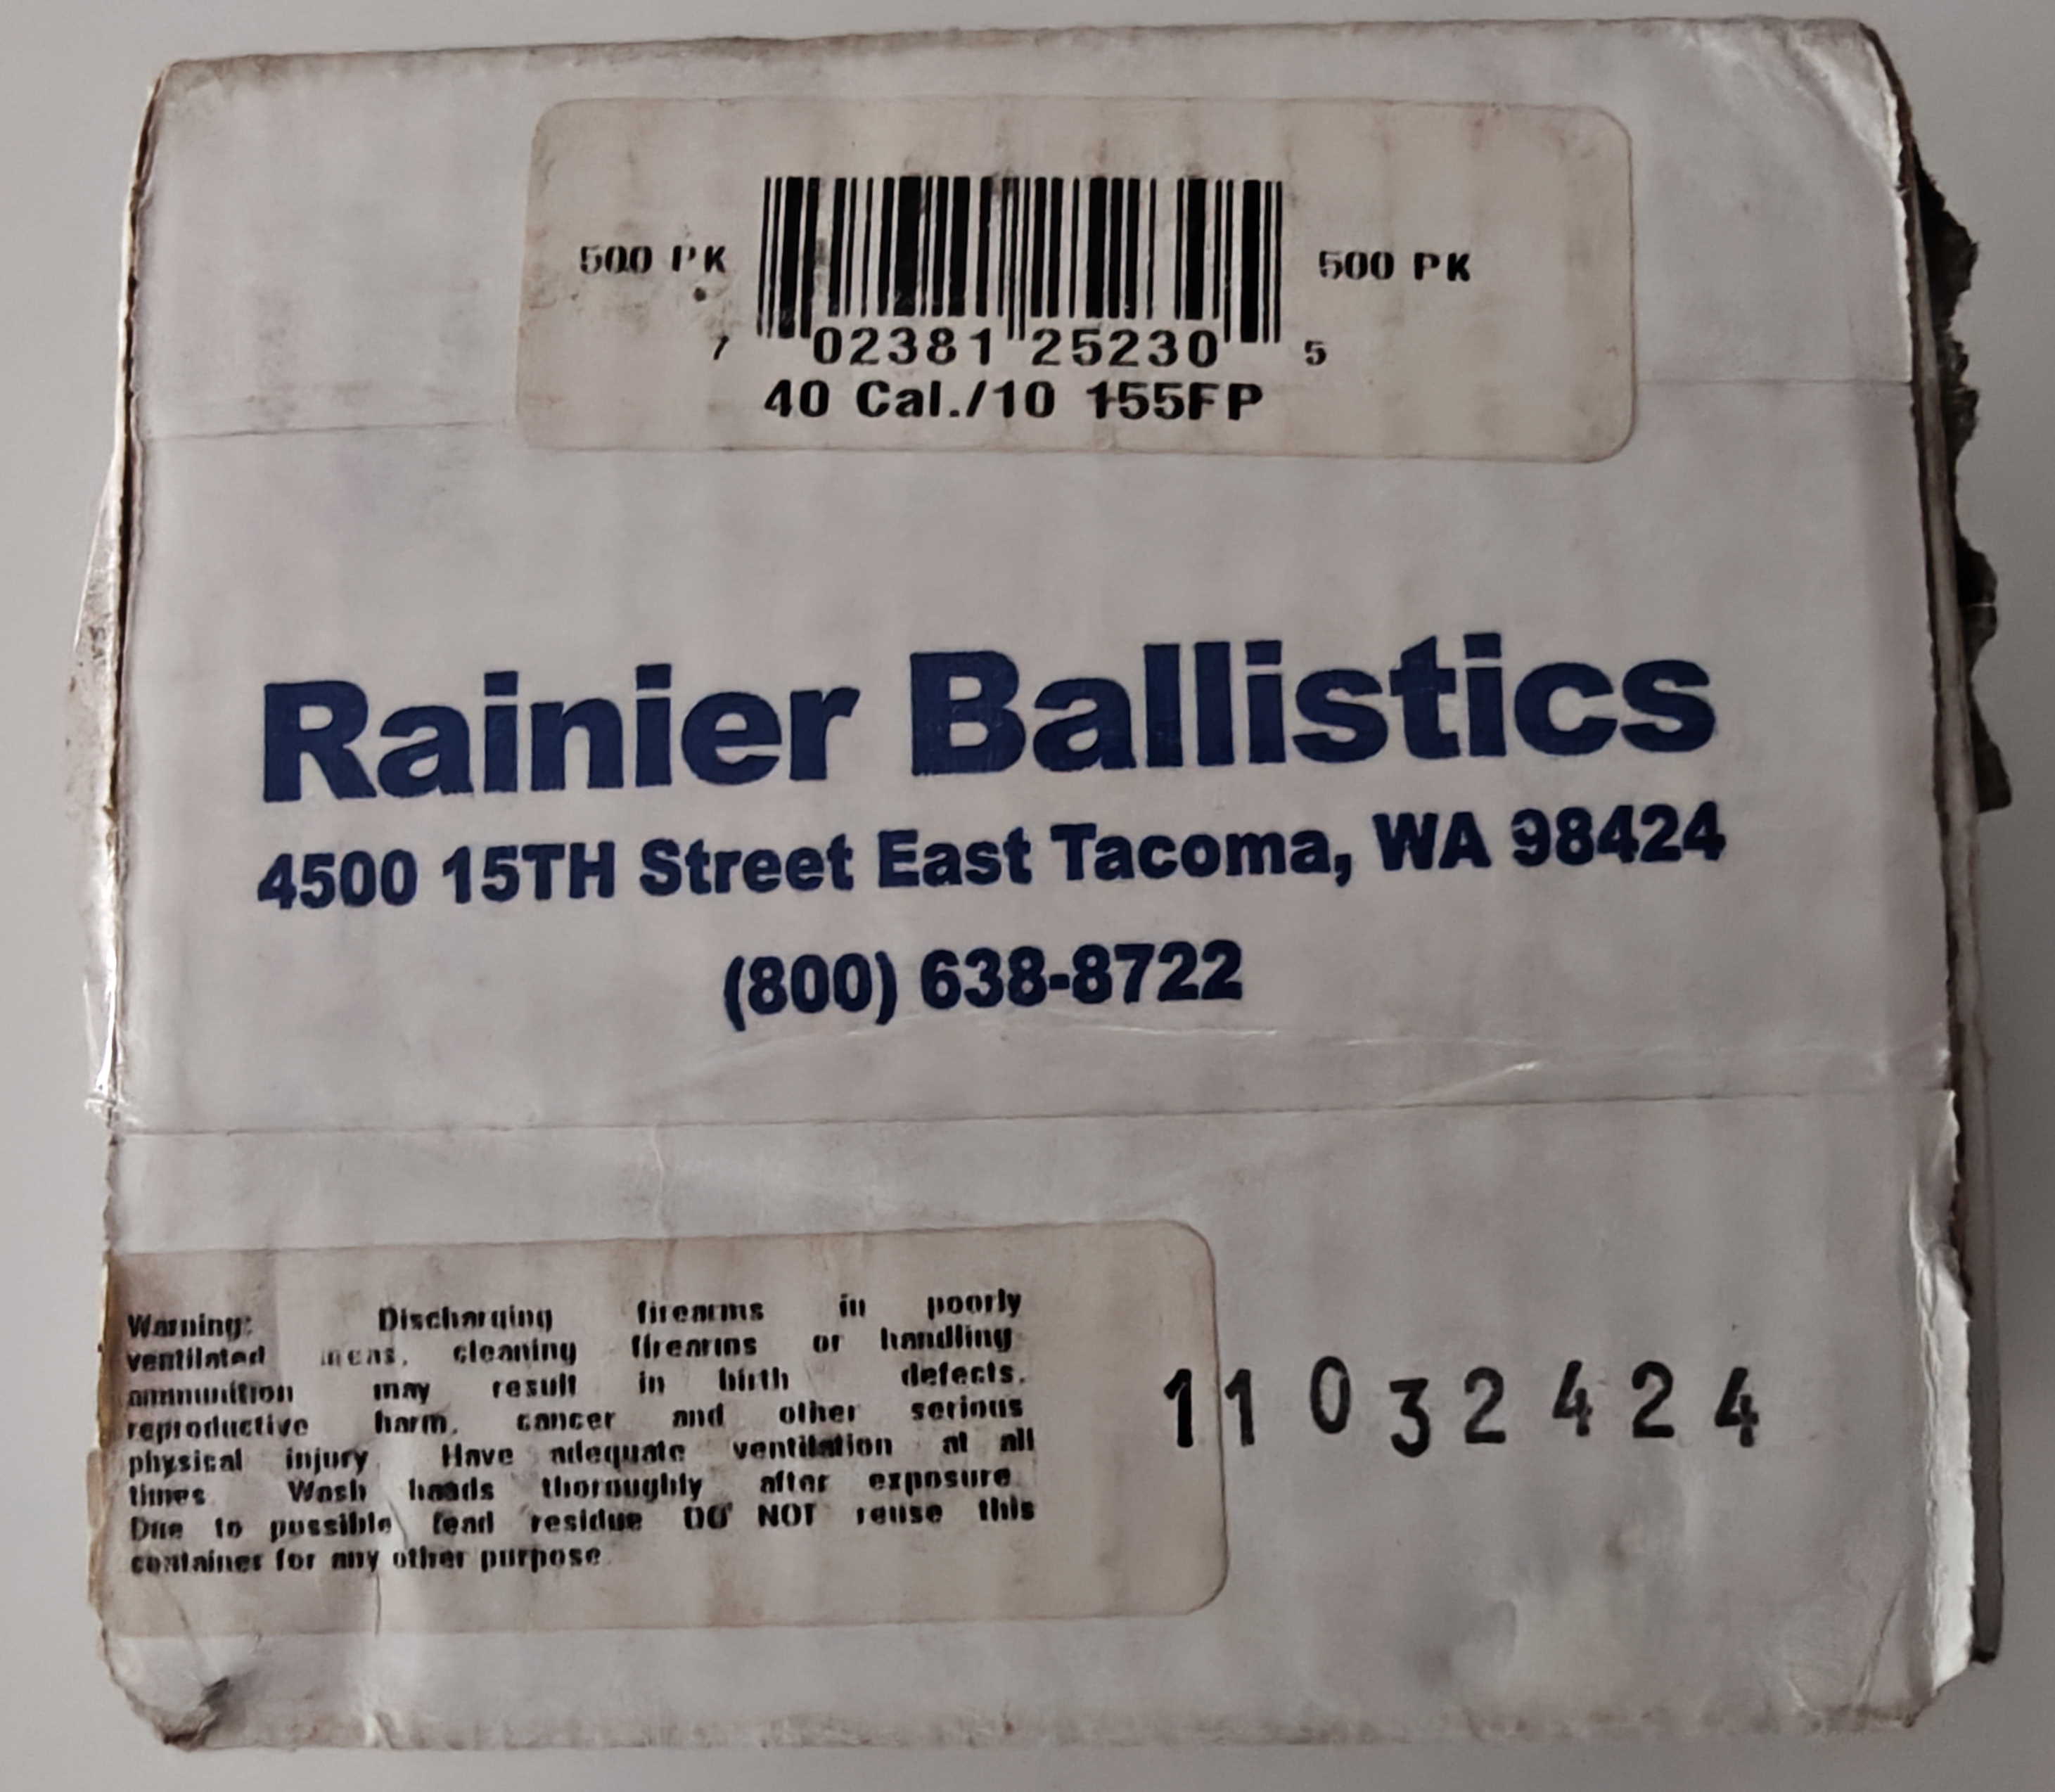 500 PK
500 PK
7 02381 25230 5
40 Cal./10 155FP
Rainier Ballistics
4500 15TH Street East Tacoma, WA 98424
(800) 638-8722
Warning: Discharging firearms in poorly
ventilated areas, cleaning firearms or handling
ammunition may result in birth defects,
reproductive harm, cancer and other serious
physical injury. Have adequate ventilation at all
times. Wash hands thoroughly after exposure.
Due to possible lead residue DO NOT reuse this
container for any other purpose.
11032424